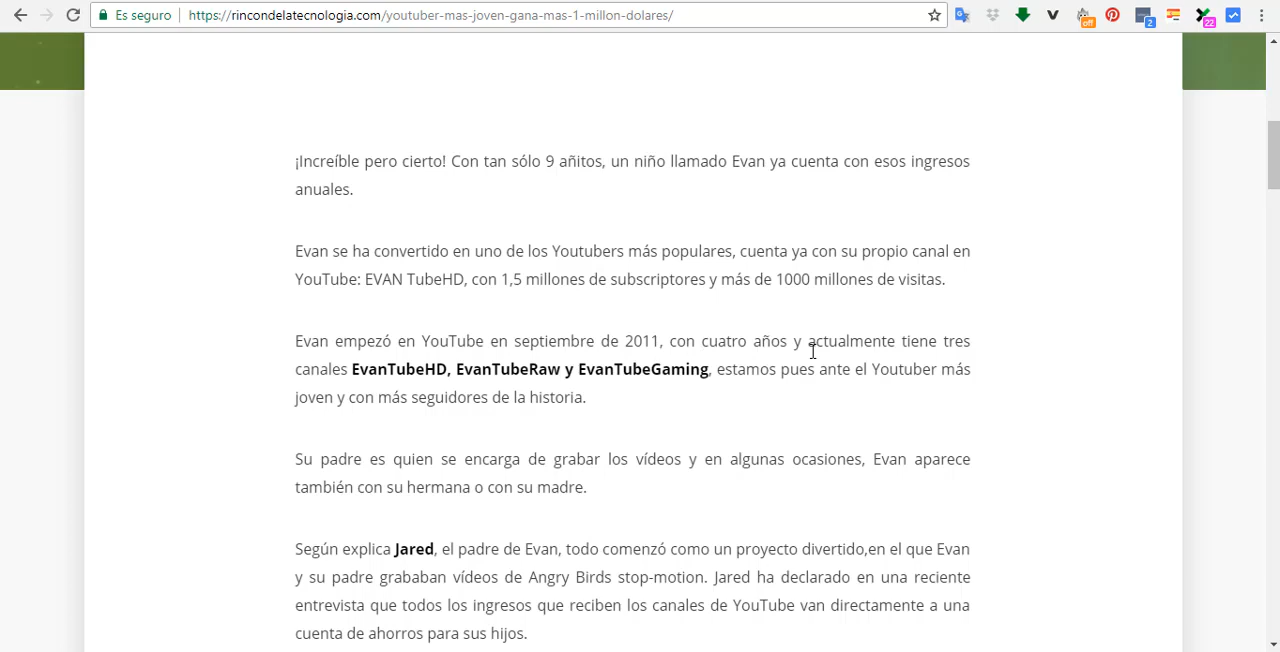 Es seguro
https://rincondelatecnologia.com/youtuber-mas-joven-gana-mas-1-millon-dolares/
off
2
22
¡Increíble pero cierto! Con tan sólo 9 añitos, un niño llamado Evan ya cuenta con esos ingresos
anuales.
Evan se ha convertido en uno de los Youtubers más populares, cuenta ya con su propio canal en
YouTube: EVAN TubeHD, con 1,5 millones de subscriptores y más de 1000 millones de visitas.
Evan empezó en YouTube en septiembre de 2011, con cuatro años y actualmente tiene tres
canales EvanTubeHD, EvanTubeRaw y EvanTubeGaming, estamos pues ante el Youtuber más
joven y con más seguidores de la historia.
Su padre es quien se encarga de grabar los vídeos y en algunas ocasiones, Evan aparece
también con su hermana o con su madre.
Según explica Jared, el padre de Evan, todo comenzó como un proyecto divertido,en el que Evan
y su padre grababan vídeos de Angry Birds stop-motion. Jared ha declarado en una reciente
entrevista que todos los ingresos que reciben los canales de YouTube van directamente a una
cuenta de ahorros para sus hijos.